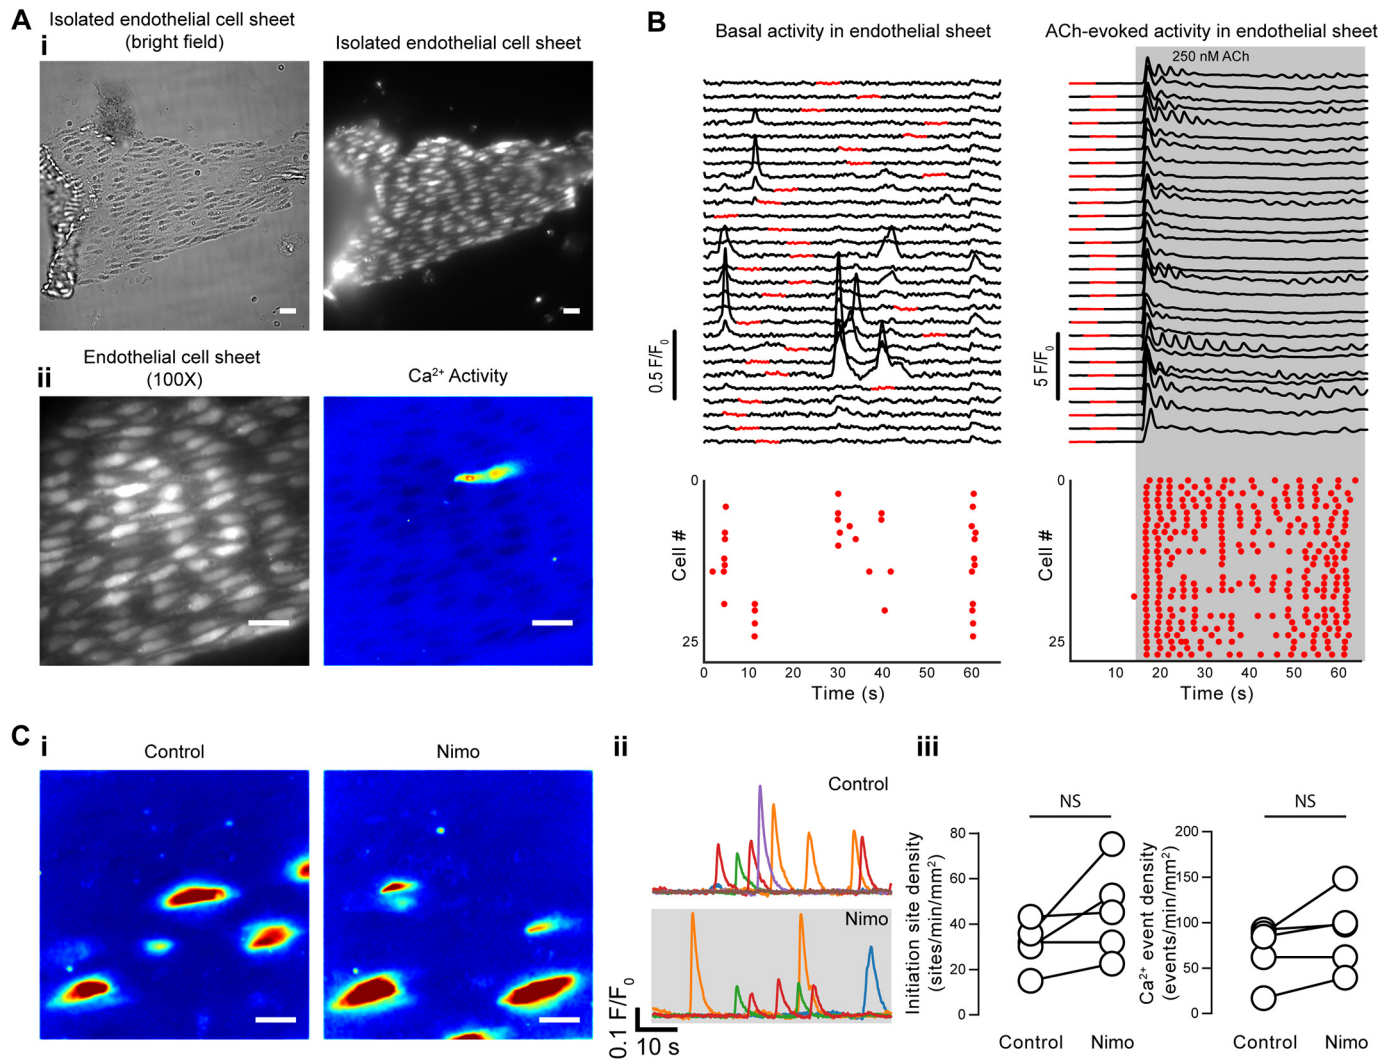 A
Isolated endothelial cell sheet
(bright field)
i
Isolated endothelial cell sheet
ii
Endothelial cell sheet
(100X)
Ca²⁺ Activity
B
Basal activity in endothelial sheet
0.5 F/F₀
Cell #
0
25
0 10 20 30 40 50 60
Time (s)
ACh-evoked activity in endothelial sheet
250 nM ACh
5 F/F₀
Cell #
0
25
10 20 30 40 50 60
Time (s)
C
i
Control
Nimo
ii
Control
Nimo
0.1 F/F₀
10 s
iii
NS
Initiation site density
(sites/min/mm²)
80
60
40
20
0
Control Nimo
NS
Ca²⁺ event density
(events/min/mm²)
200
150
100
50
0
Control Nimo